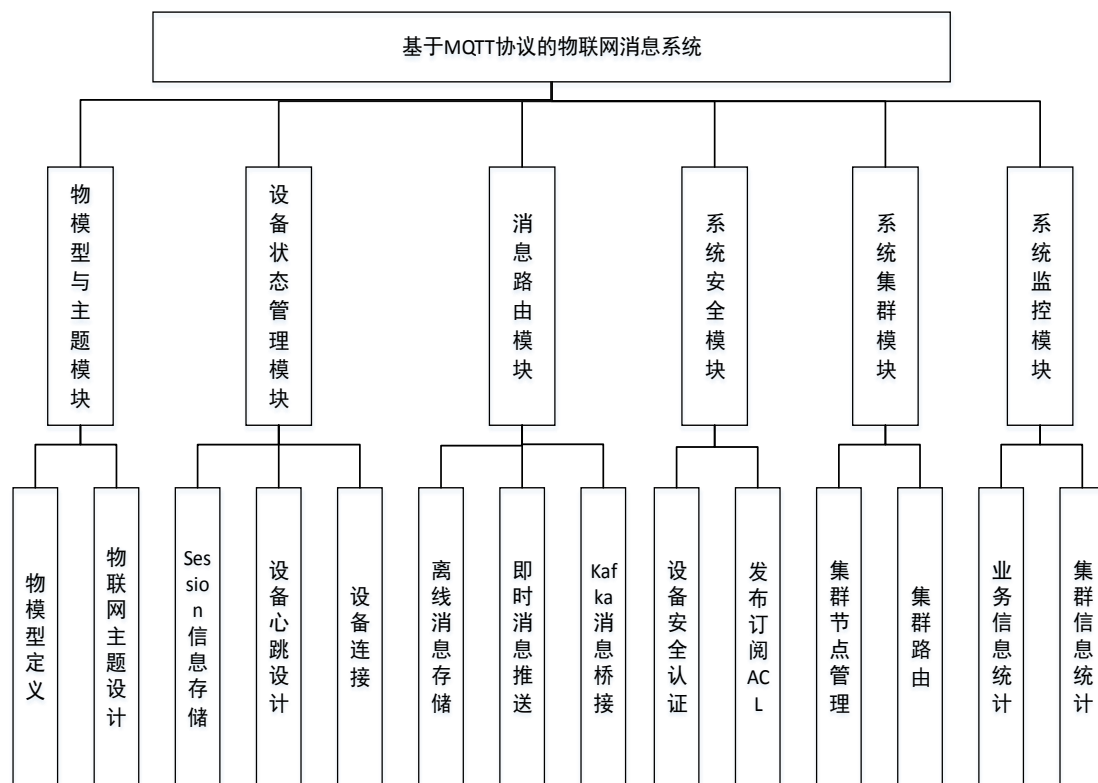 基于MQTT协议的物联网消息系统
物模型与主题模块
设备状态管理模块
消息路由模块
系统安全模块
系统集群模块
系统监控模块
物模型定义
物联网主题设计
Session信息存储
设备心跳设计
设备连接
离线消息存储
即时消息推送
Kafka消息桥接
设备安全认证
发布订阅ACL
集群节点管理
集群路由
业务信息统计
集群信息统计